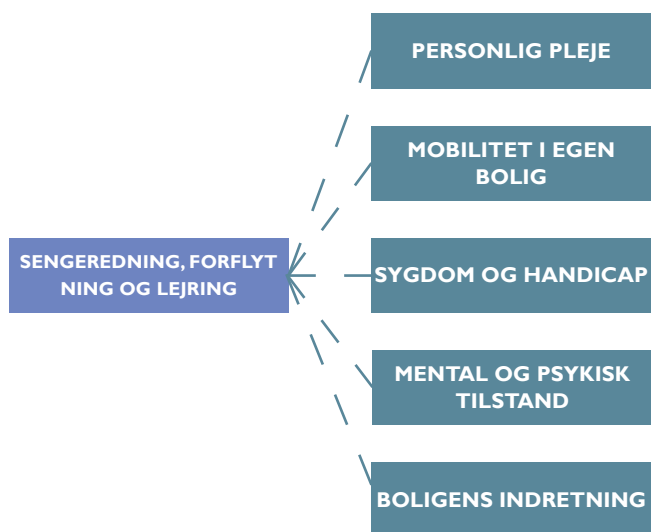 PERSONLIG PLEJE
MOBILITET I EGEN
BOLIG
SENGEREDNING, FORFLYT
NING OG LEJRING
SYGDOM OG HANDICAP
MENTAL OG PSYKISK
TILSTAND
BOLIGENS INDRETNING